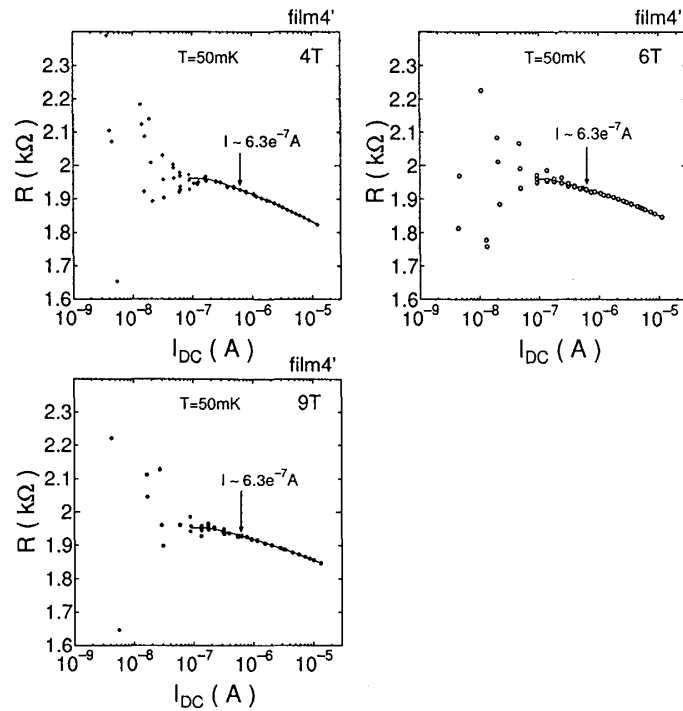 film4'
T=50mK 4T
I ~ 6.3e⁻⁷A
R ( kΩ )
2.3
2.2
2.1
2
1.9
1.8
1.7
1.6
10⁻⁹ 10⁻⁸ 10⁻⁷ 10⁻⁶ 10⁻⁵
I_DC ( A )
film4'
T=50mK 6T
I ~ 6.3e⁻⁷A
R ( kΩ )
2.3
2.2
2.1
2
1.9
1.8
1.7
1.6
10⁻⁹ 10⁻⁸ 10⁻⁷ 10⁻⁶ 10⁻⁵
I_DC ( A )
film4'
T=50mK 9T
I ~ 6.3e⁻⁷A
R ( kΩ )
2.3
2.2
2.1
2
1.9
1.8
1.7
1.6
10⁻⁹ 10⁻⁸ 10⁻⁷ 10⁻⁶ 10⁻⁵
I_DC ( A )